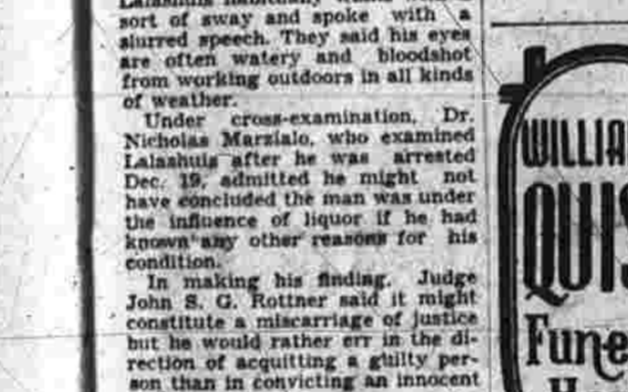 sort of sway and spoke with a
slurred speech. They said his eyes
are often watery and bloodshot
from working outdoors in all kinds
of weather.
Under cross-examination, Dr.
Nicholas Marzialo, who examined
Lalashuis after he was arrested
Dec. 19, admitted he might not
have concluded the man was under
the influence of liquor if he had
known any other reasons for his
condition.
In making his finding, Judge
John S. G. Rottner said it might
constitute a miscarriage of justice
but he would rather err in the di-
rection of acquitting a guilty per-
son than in convicting an innocent
WILLIA
QUIS
Fune